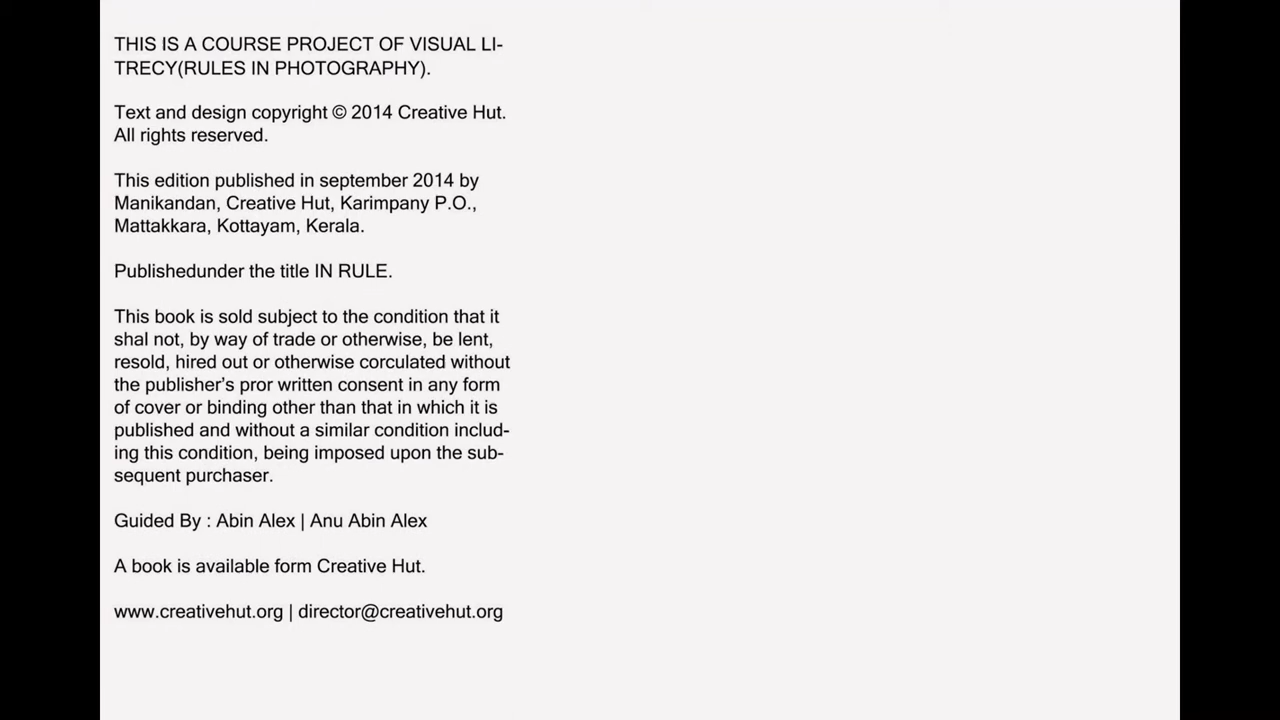 THIS IS A COURSE PROJECT OF VISUAL LI-
TRECY(RULES IN PHOTOGRAPHY).
Text and design copyright © 2014 Creative Hut.
All rights reserved.
This edition published in september 2014 by
Manikandan, Creative Hut, Karimpany P.O.,
Mattakkara, Kottayam, Kerala.
Publishedunder the title IN RULE.
This book is sold subject to the condition that it
shal not, by way of trade or otherwise, be lent,
resold, hired out or otherwise corculated without
the publisher’s pror written consent in any form
of cover or binding other than that in which it is
published and without a similar condition includ-
ing this condition, being imposed upon the sub-
sequent purchaser.
Guided By : Abin Alex | Anu Abin Alex
A book is available form Creative Hut.
www.creativehut.org | director@creativehut.org